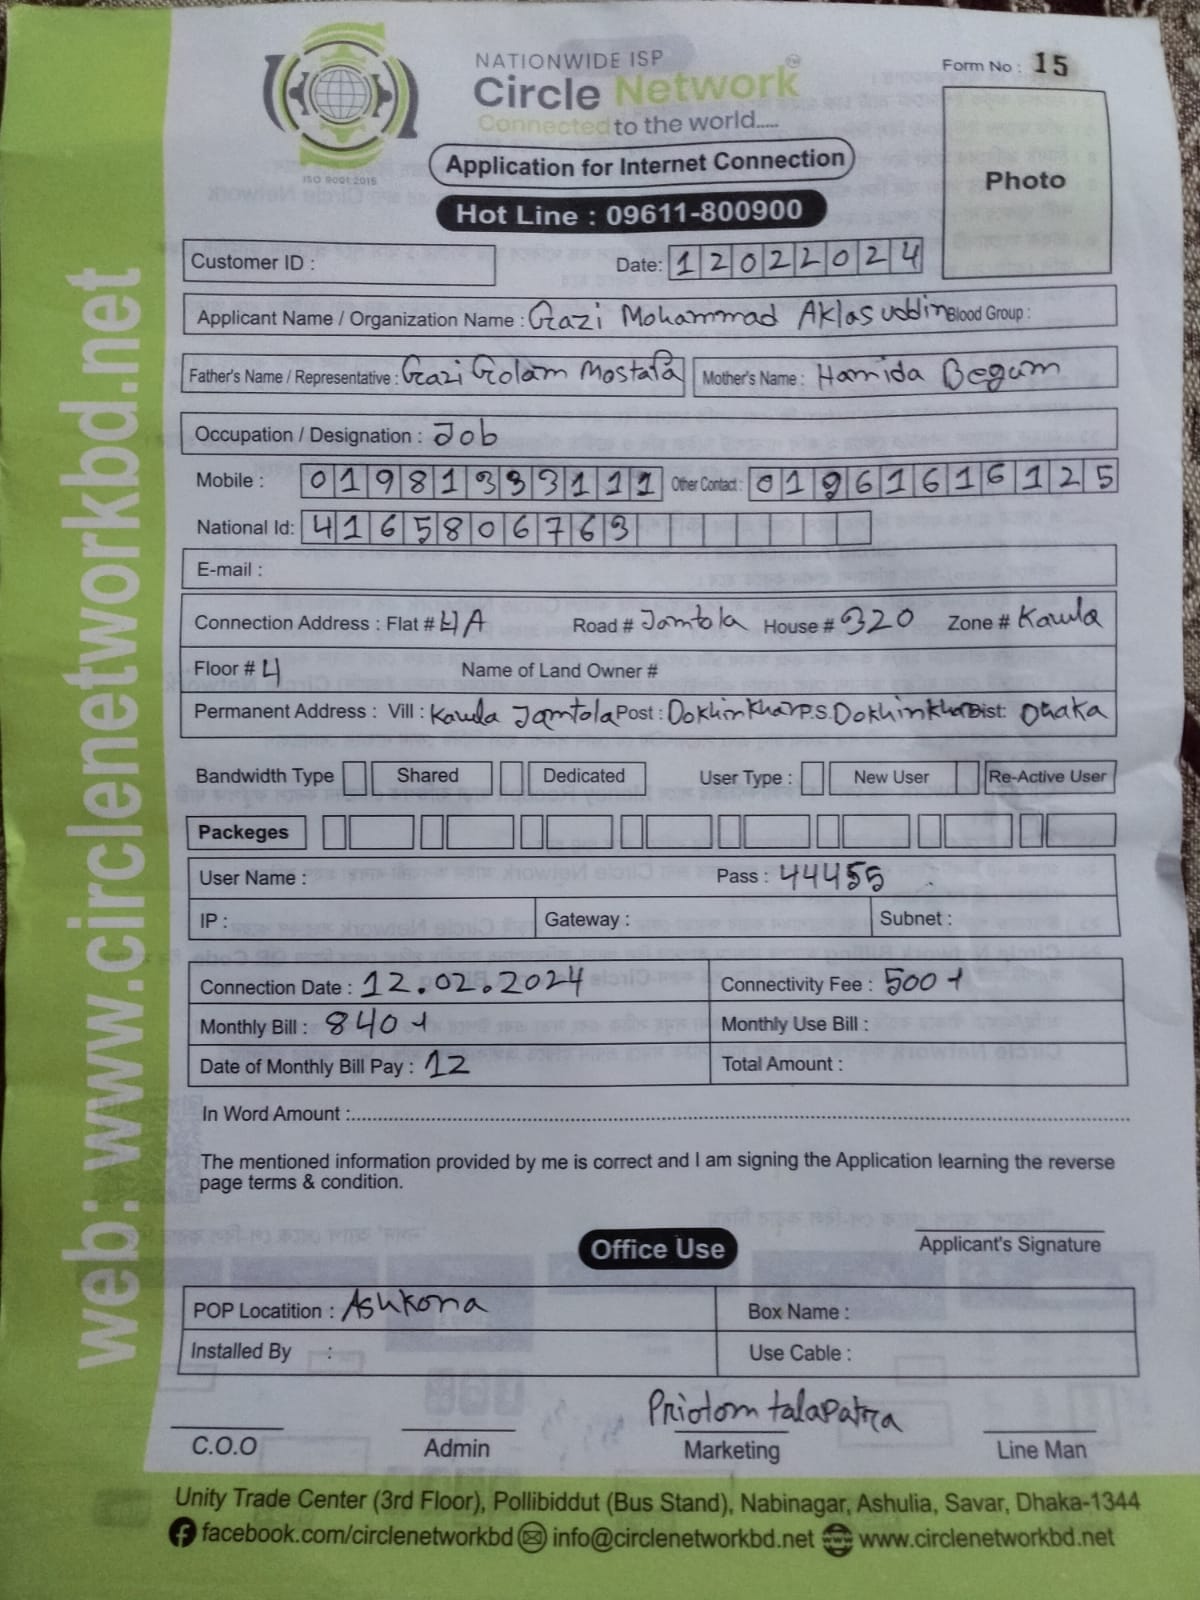 NATIONWIDE ISP
Circle Network™
Connected to the world.....
ISO 9001:2015
Form No : 15
Application for Internet Connection
Photo
Hot Line : 09611-800900
Customer ID : Date: 12022024
Applicant Name / Organization Name : Gazi Mohammad Aklasuddin Blood Group :
Father's Name / Representative : Gazi Golam Mostafa Mother's Name : Hamida Begum
Occupation / Designation : Job
Mobile : 01981333111 Other Contact : 01961616125
National Id: 4165806763
E-mail :
Connection Address : Flat # 4A Road # Jamtola House # 320 Zone # Kawla
Floor # 4 Name of Land Owner #
Permanent Address : Vill : Kawla Jamtola Post : Dokhinkhan P.S. Dokhinkhan Dist: Dhaka
Bandwidth Type Shared Dedicated User Type : New User Re-Active User
Packeges
User Name : Pass : 44455
IP : Gateway : Subnet :
Connection Date : 12.02.2024 Connectivity Fee : 500+
Monthly Bill : 840+ Monthly Use Bill :
Date of Monthly Bill Pay : 12 Total Amount :
In Word Amount :
The mentioned information provided by me is correct and I am signing the Application learning the reverse
page terms & condition.
Applicant's Signature
Office Use
POP Locatition : Ashkona Box Name :
Installed By : Use Cable :
Priotom talapatra
C.O.O Admin Marketing Line Man
Unity Trade Center (3rd Floor), Pollibiddut (Bus Stand), Nabinagar, Ashulia, Savar, Dhaka-1344
facebook.com/circlenetworkbd info@circlenetworkbd.net www.circlenetworkbd.net
web: www.circlenetworkbd.net